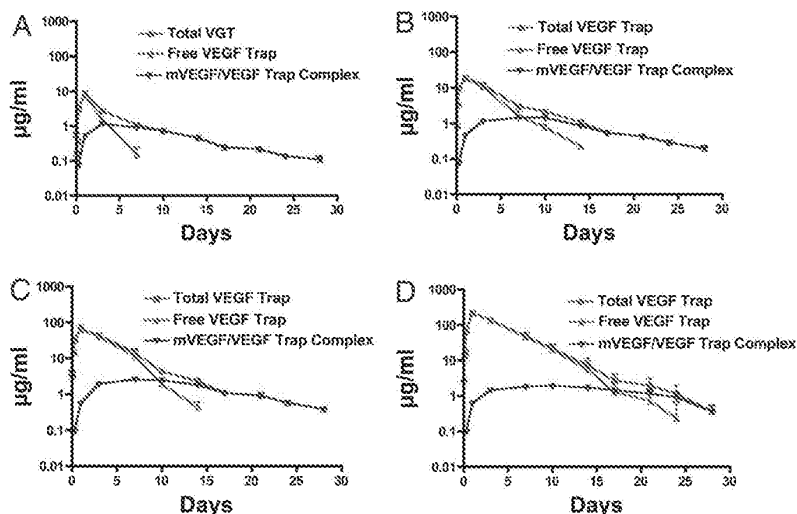 A
Total VGT
Free VEGF Trap
mVEGF/VEGF Trap Complex
1000
100
10
1
0.1
0.01
µg/ml
0 5 10 15 20 25 30
Days
B
Total VEGF Trap
Free VEGF Trap
mVEGF/VEGF Trap Complex
1000
100
10
1
0.1
0.01
µg/ml
0 5 10 15 20 25 30
Days
C
Total VEGF Trap
Free VEGF Trap
mVEGF/VEGF Trap Complex
1000
100
10
1
0.1
0.01
µg/ml
0 5 10 15 20 25 30
Days
D
Total VEGF Trap
Free VEGF Trap
mVEGF/VEGF Trap Complex
1000
100
10
1
0.1
0.01
µg/ml
0 5 10 15 20 25 30
Days